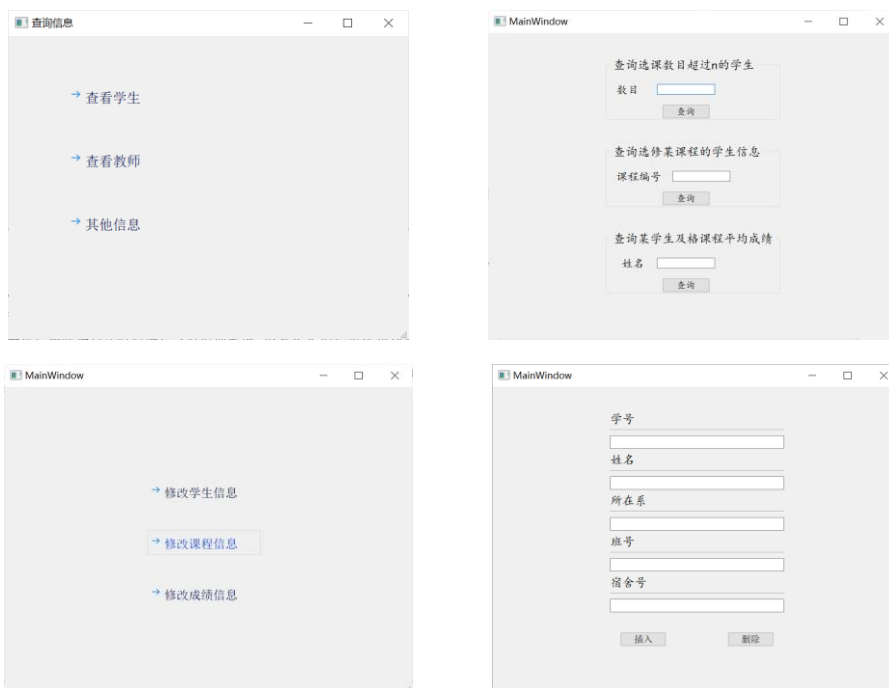 查询信息
查看学生
查看教师
其他信息
MainWindow
查询选课数目超过n的学生
数目
查询
查询选修某课程的学生信息
课程编号
查询
查询某学生及格课程平均成绩
姓名
查询
MainWindow
修改学生信息
修改课程信息
修改成绩信息
MainWindow
学号
姓名
所在系
班号
宿舍号
插入 删除